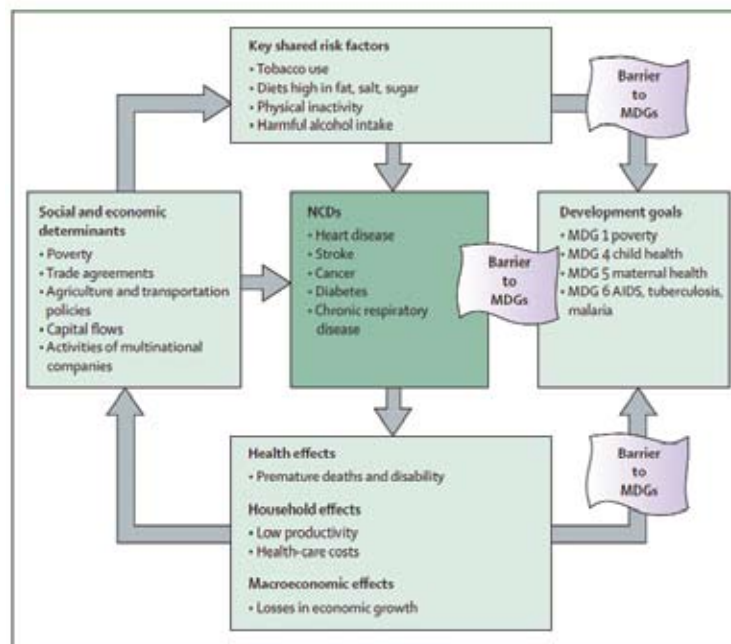 Key shared risk factors
• Tobacco use
• Diets high in fat, salt, sugar
• Physical inactivity
• Harmful alcohol intake
Barrier
to
MDGs
Social and economic
determinants
• Poverty
• Trade agreements
• Agriculture and transportation
policies
• Capital flows
• Activities of multinational
companies
NCDs
• Heart disease
• Stroke
• Cancer
• Diabetes
• Chronic respiratory
disease
Barrier
to
MDGs
Development goals
• MDG 1 poverty
• MDG 4 child health
• MDG 5 maternal health
• MDG 6 AIDS, tuberculosis,
malaria
Health effects
• Premature deaths and disability
Household effects
• Low productivity
• Health-care costs
Macroeconomic effects
• Losses in economic growth
Barrier
to
MDGs